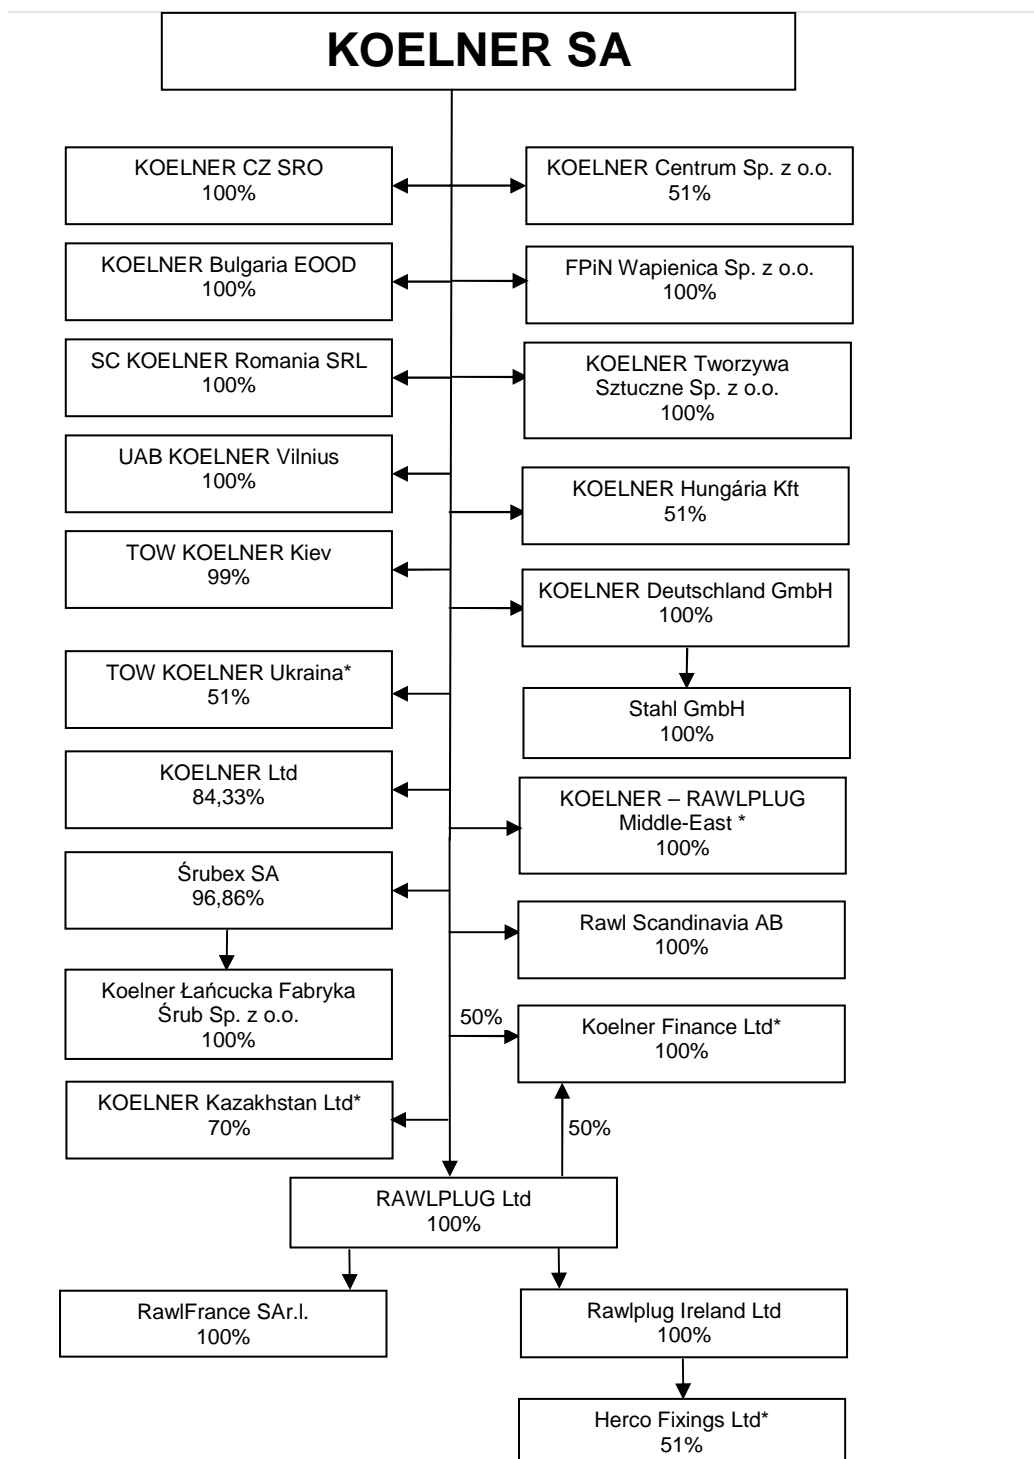 KOELNER SA
KOELNER CZ SRO
100%
KOELNER Centrum Sp. z o.o.
51%
KOELNER Bulgaria EOOD
100%
FPiN Wapienica Sp. z o.o.
100%
SC KOELNER Romania SRL
100%
KOELNER Tworzywa
Sztuczne Sp. z o.o.
100%
UAB KOELNER Vilnius
100%
KOELNER Hungária Kft
51%
TOW KOELNER Kiev
99%
KOELNER Deutschland GmbH
100%
TOW KOELNER Ukraina*
51%
Stahl GmbH
100%
KOELNER Ltd
84,33%
KOELNER – RAWLPLUG
Middle-East *
100%
Śrubex SA
96,86%
Rawl Scandinavia AB
100%
Koelner Łańcucka Fabryka
Śrub Sp. z o.o.
100%
50%
Koelner Finance Ltd*
100%
KOELNER Kazakhstan Ltd*
70%
50%
RAWLPLUG Ltd
100%
RawlFrance SAr.l.
100%
Rawlplug Ireland Ltd
100%
Herco Fixings Ltd*
51%